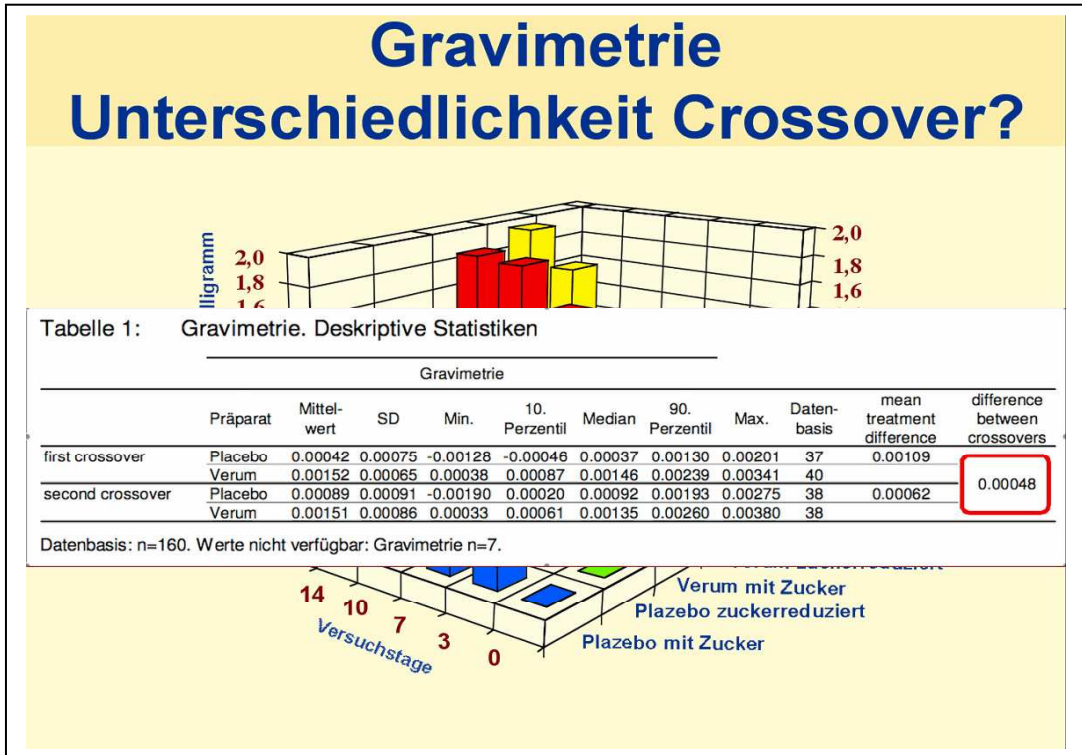 Gravimetrie
Unterschiedlichkeit Crossover?
lligramm
2,0
1,8
1,6
2,0
1,8
1,6
Tabelle 1: Gravimetrie. Deskriptive Statistiken
Gravimetrie
Präparat Mittel-wert SD Min. 10. Perzentil Median 90. Perzentil Max. Daten-basis mean treatment difference difference between crossovers
first crossover Placebo 0.00042 0.00075 -0.00128 -0.00046 0.00037 0.00130 0.00201 37 0.00109
Verum 0.00152 0.00065 0.00038 0.00087 0.00146 0.00239 0.00341 40
0.00048
second crossover Placebo 0.00089 0.00091 -0.00190 0.00020 0.00092 0.00193 0.00275 38 0.00062
Verum 0.00151 0.00086 0.00033 0.00061 0.00135 0.00260 0.00380 38
Datenbasis: n=160. Werte nicht verfügbar: Gravimetrie n=7.
Verum mit Zucker
Plazebo zuckerreduziert
Plazebo mit Zucker
14
10
7
3
0
Versuchstage